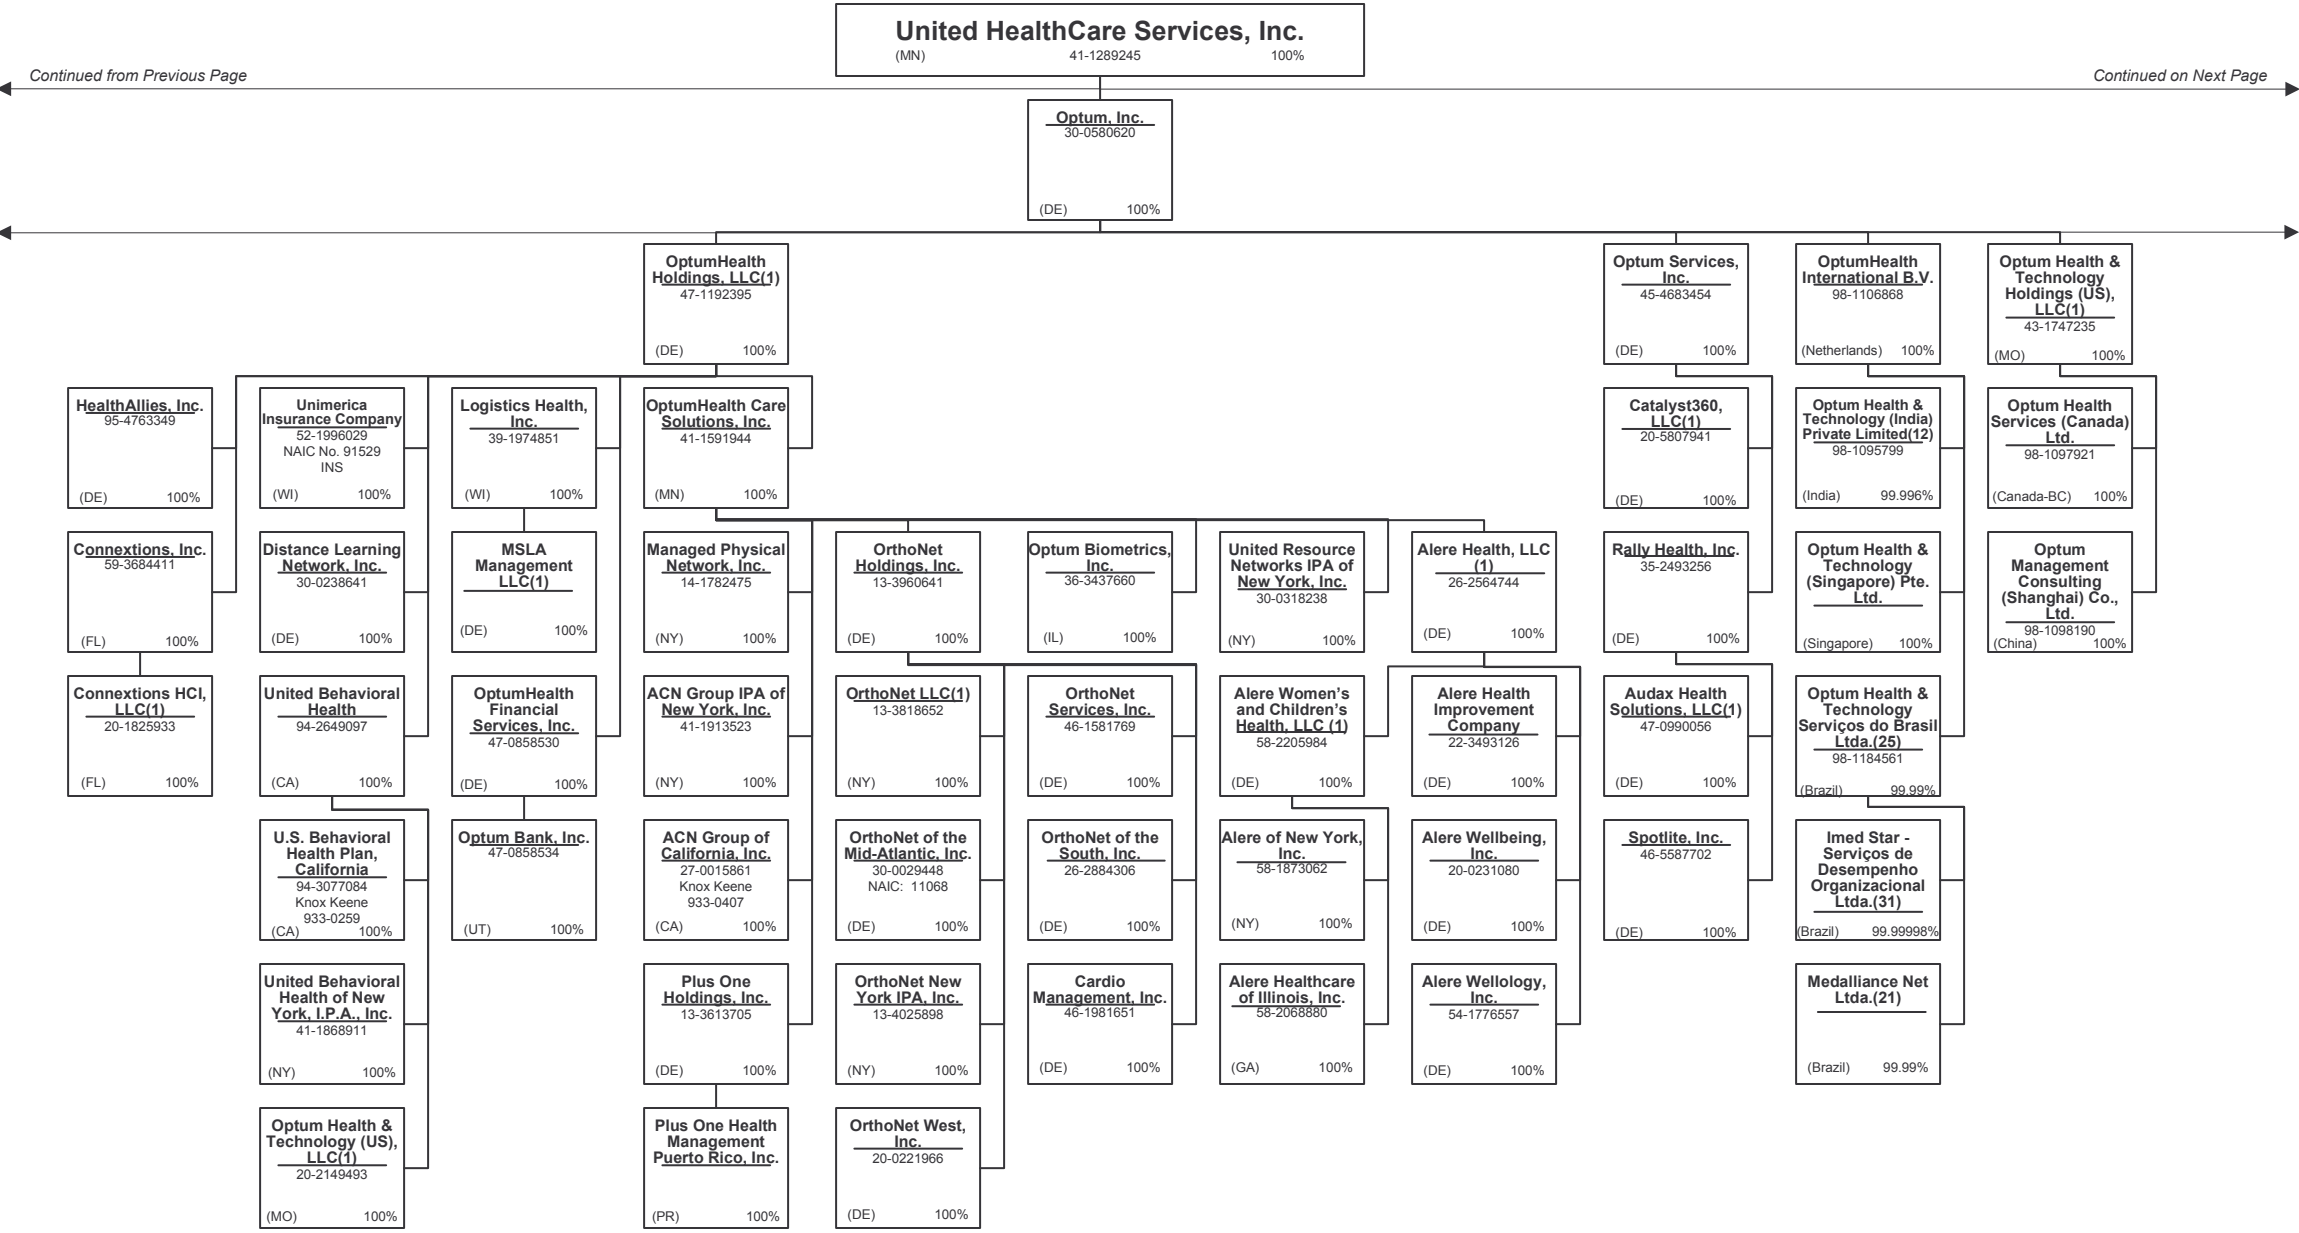 United HealthCare Services, Inc.
(MN) 41-1289245 100%
Continued from Previous Page
Continued on Next Page
Optum, Inc.
30-0580620
(DE) 100%
OptumHealth
Holdings, LLC(1)
47-1192395
(DE) 100%
Optum Services,
Inc.
45-4683454
(DE) 100%
OptumHealth
International B.V.
98-1106868
(Netherlands) 100%
Optum Health &
Technology
Holdings (US),
LLC(1)
43-1747235
(MO) 100%
HealthAllies, Inc.
95-4763349
(DE) 100%
Unimerica
Insurance Company
52-1996029
NAIC No. 91529
INS
(WI) 100%
Logistics Health,
Inc.
39-1974851
(WI) 100%
OptumHealth Care
Solutions, Inc.
41-1591944
(MN) 100%
Catalyst360,
LLC(1)
20-5807941
(DE) 100%
Optum Health &
Technology (India)
Private Limited(12)
98-1095799
(India) 99.996%
Optum Health
Services (Canada)
Ltd.
98-1097921
(Canada-BC) 100%
Connextions, Inc.
59-3684411
(FL) 100%
Distance Learning
Network, Inc.
30-0238641
(DE) 100%
MSLA
Management
LLC(1)
(DE) 100%
Managed Physical
Network, Inc.
14-1782475
(NY) 100%
OrthoNet
Holdings, Inc.
13-3960641
(DE) 100%
Optum Biometrics,
Inc.
36-3437660
(IL) 100%
United Resource
Networks IPA of
New York, Inc.
30-0318238
(NY) 100%
Alere Health, LLC
(1)
26-2564744
(DE) 100%
Rally Health, Inc.
35-2493256
(DE) 100%
Optum Health &
Technology
(Singapore) Pte.
Ltd.
(Singapore) 100%
Optum
Management
Consulting
(Shanghai) Co.,
Ltd.
98-1098190
(China) 100%
Connextions HCI,
LLC(1)
20-1825933
(FL) 100%
United Behavioral
Health
94-2649097
(CA) 100%
OptumHealth
Financial
Services, Inc.
47-0858530
(DE) 100%
ACN Group IPA of
New York, Inc.
41-1913523
(NY) 100%
OrthoNet LLC(1)
13-3818652
(NY) 100%
OrthoNet
Services, Inc.
46-1581769
(DE) 100%
Alere Women's
and Children's
Health, LLC (1)
58-2205984
(DE) 100%
Alere Health
Improvement
Company
22-3493126
(DE) 100%
Audax Health
Solutions, LLC(1)
47-0990056
(DE) 100%
Optum Health &
Technology
Serviços do Brasil
Ltda.(25)
98-1184561
(Brazil) 99.99%
U.S. Behavioral
Health Plan,
California
94-3077084
Knox Keene
933-0259
(CA) 100%
Optum Bank, Inc.
47-0858534
(UT) 100%
ACN Group of
California, Inc.
27-0015861
Knox Keene
933-0407
(CA) 100%
OrthoNet of the
Mid-Atlantic, Inc.
30-0029448
NAIC: 11068
(DE) 100%
OrthoNet of the
South, Inc.
26-2884306
(DE) 100%
Alere of New York,
Inc.
58-1873062
(NY) 100%
Alere Wellbeing,
Inc.
20-0231080
(DE) 100%
Spotlite, Inc.
46-5587702
(DE) 100%
Imed Star -
Serviços de
Desempenho
Organizacional
Ltda.(31)
(Brazil) 99.99998%
United Behavioral
Health of New
York, I.P.A., Inc.
41-1868911
(NY) 100%
Plus One
Holdings, Inc.
13-3613705
(DE) 100%
OrthoNet New
York IPA, Inc.
13-4025898
(NY) 100%
Cardio
Management, Inc.
46-1981651
(DE) 100%
Alere Healthcare
of Illinois, Inc.
58-2068880
(GA) 100%
Alere Wellology,
Inc.
54-1776557
(DE) 100%
Medalliance Net
Ltda.(21)
(Brazil) 99.99%
Optum Health &
Technology (US),
LLC(1)
20-2149493
(MO) 100%
Plus One Health
Management
Puerto Rico, Inc.
(PR) 100%
OrthoNet West,
Inc.
20-0221966
(DE) 100%